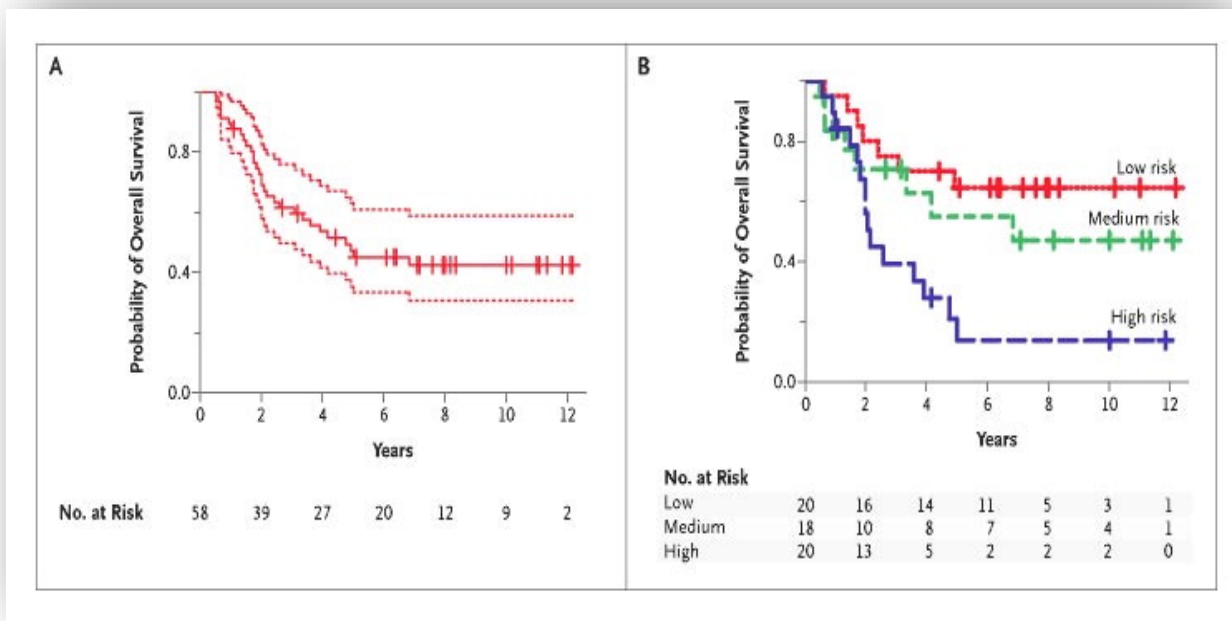 A
Probability of Overall Survival
0.8
0.4
0.0
0 2 4 6 8 10 12
Years
No. at Risk 58 39 27 20 12 9 2
B
Probability of Overall Survival
0.8
0.4
0.0
Low risk
Medium risk
High risk
0 2 4 6 8 10 12
Years
No. at Risk
Low 20 16 14 11 5 3 1
Medium 18 10 8 7 5 4 1
High 20 13 5 2 2 2 0